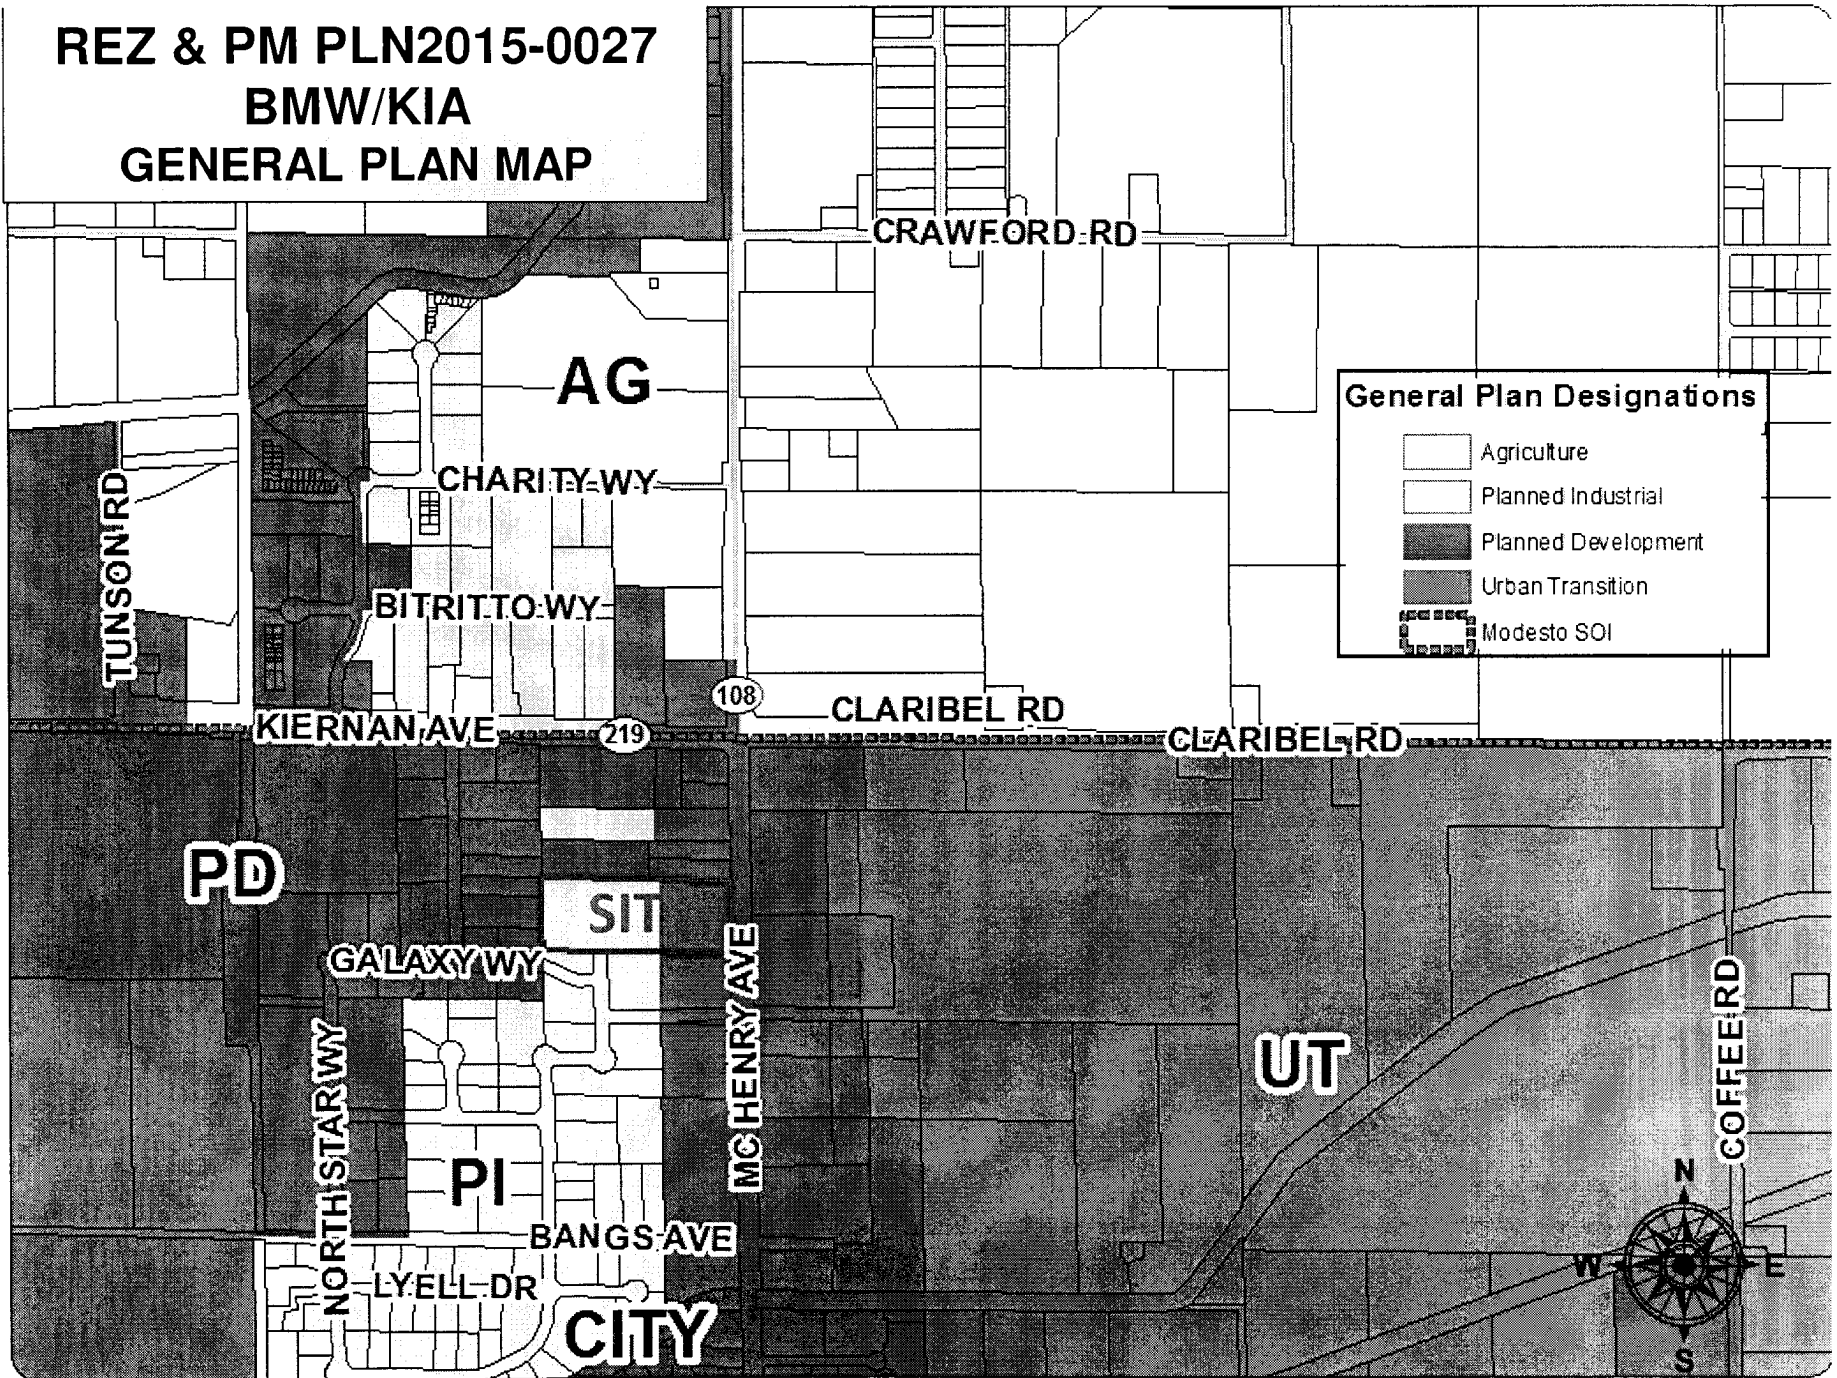 REZ & PM PLN2015-0027
BMW/KIA
GENERAL PLAN MAP
CRAWFORD RD
AG
General Plan Designations
Agriculture
Planned Industrial
Planned Development
Urban Transition
Modesto SOI
CHARITY WY
TUNSON RD
BITRITTO WY
108
CLARIBEL RD
KIERNAN AVE
219
CLARIBEL RD
PD
SIT
GALAXY WY
MC HENRY AVE
COFFEE RD
UT
NORTH STAR WY
PI
BANGS AVE
LYELL DR
CITY
N
W
E
S